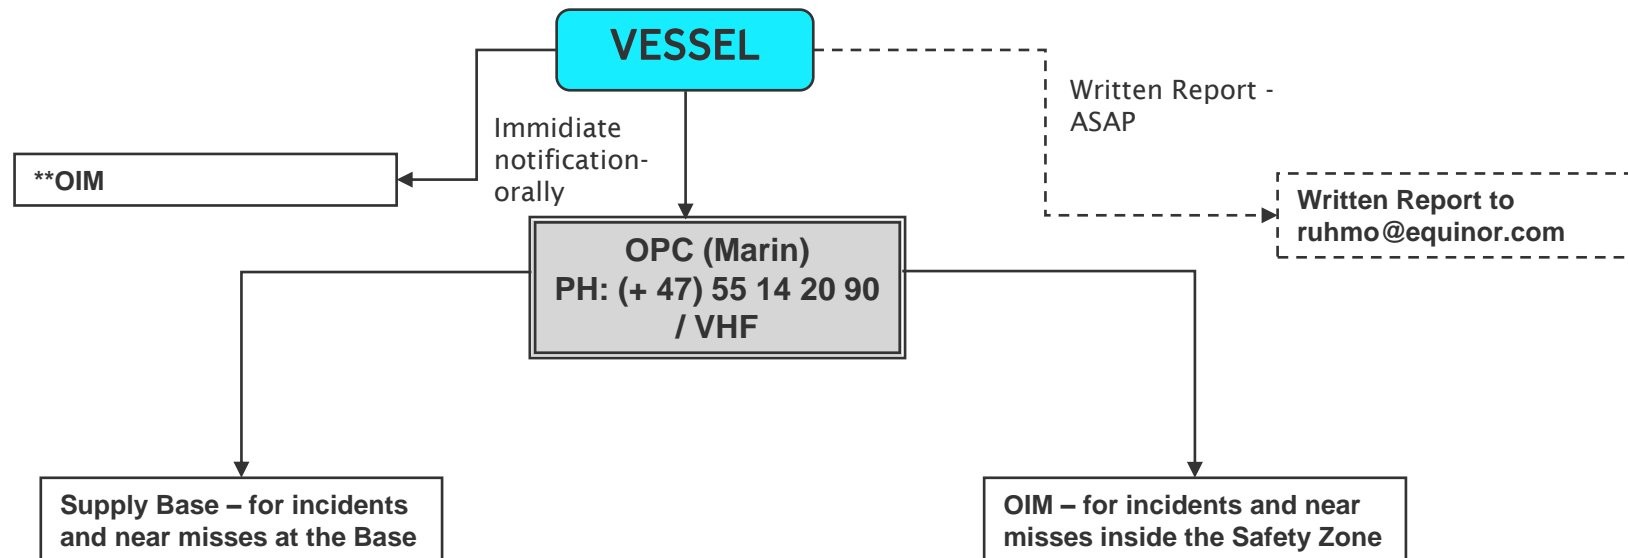 VESSEL
Written Report -
ASAP
Immidiate
notification-
orally
**OIM
Written Report to
ruhmo@equinor.com
OPC (Marin)
PH: (+ 47) 55 14 20 90
/ VHF
Supply Base – for incidents
and near misses at the Base
OIM – for incidents and near
misses inside the Safety Zone